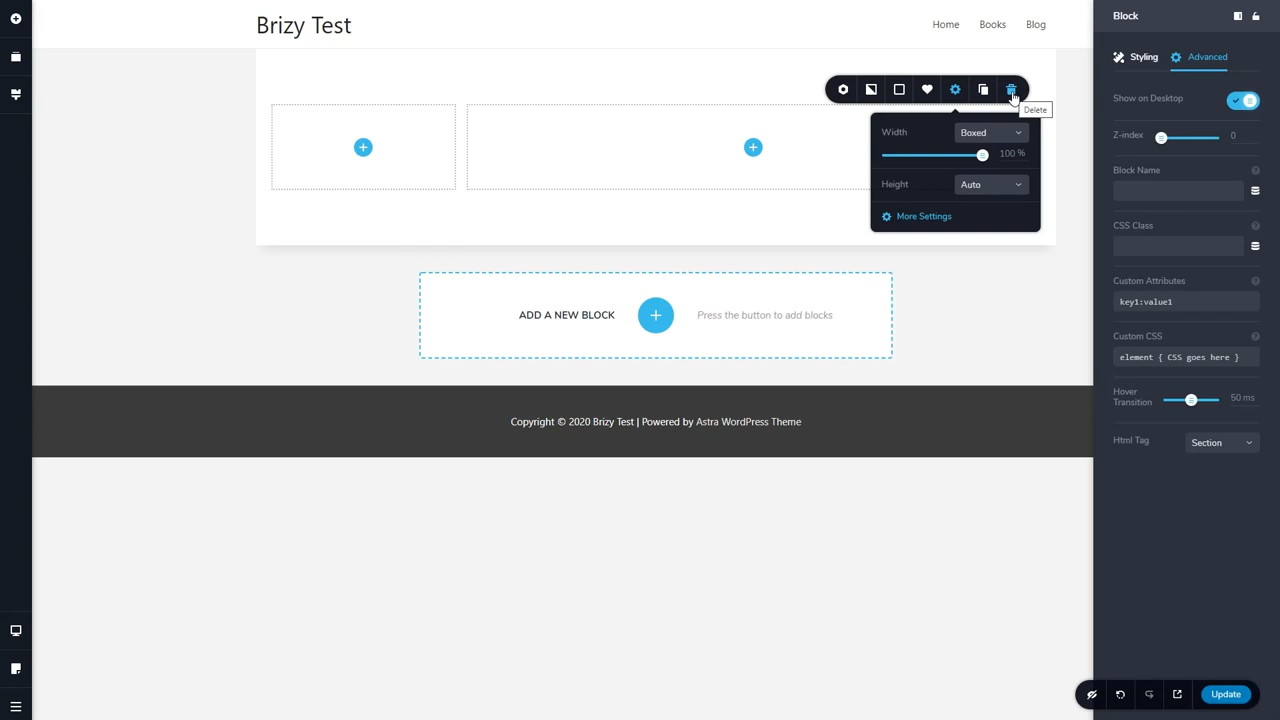 Brizy Test
Home
Books
Blog
Delete
Width
Boxed
100 %
Height
Auto
More Settings
ADD A NEW BLOCK
Press the button to add blocks
Copyright © 2020 Brizy Test | Powered by Astra WordPress Theme
Block
Styling
Advanced
Show on Desktop
Z-index
0
Block Name
CSS Class
Custom Attributes
key1:value1
Custom CSS
element { CSS goes here }
Hover
Transition
50 ms
Html Tag
Section
Update